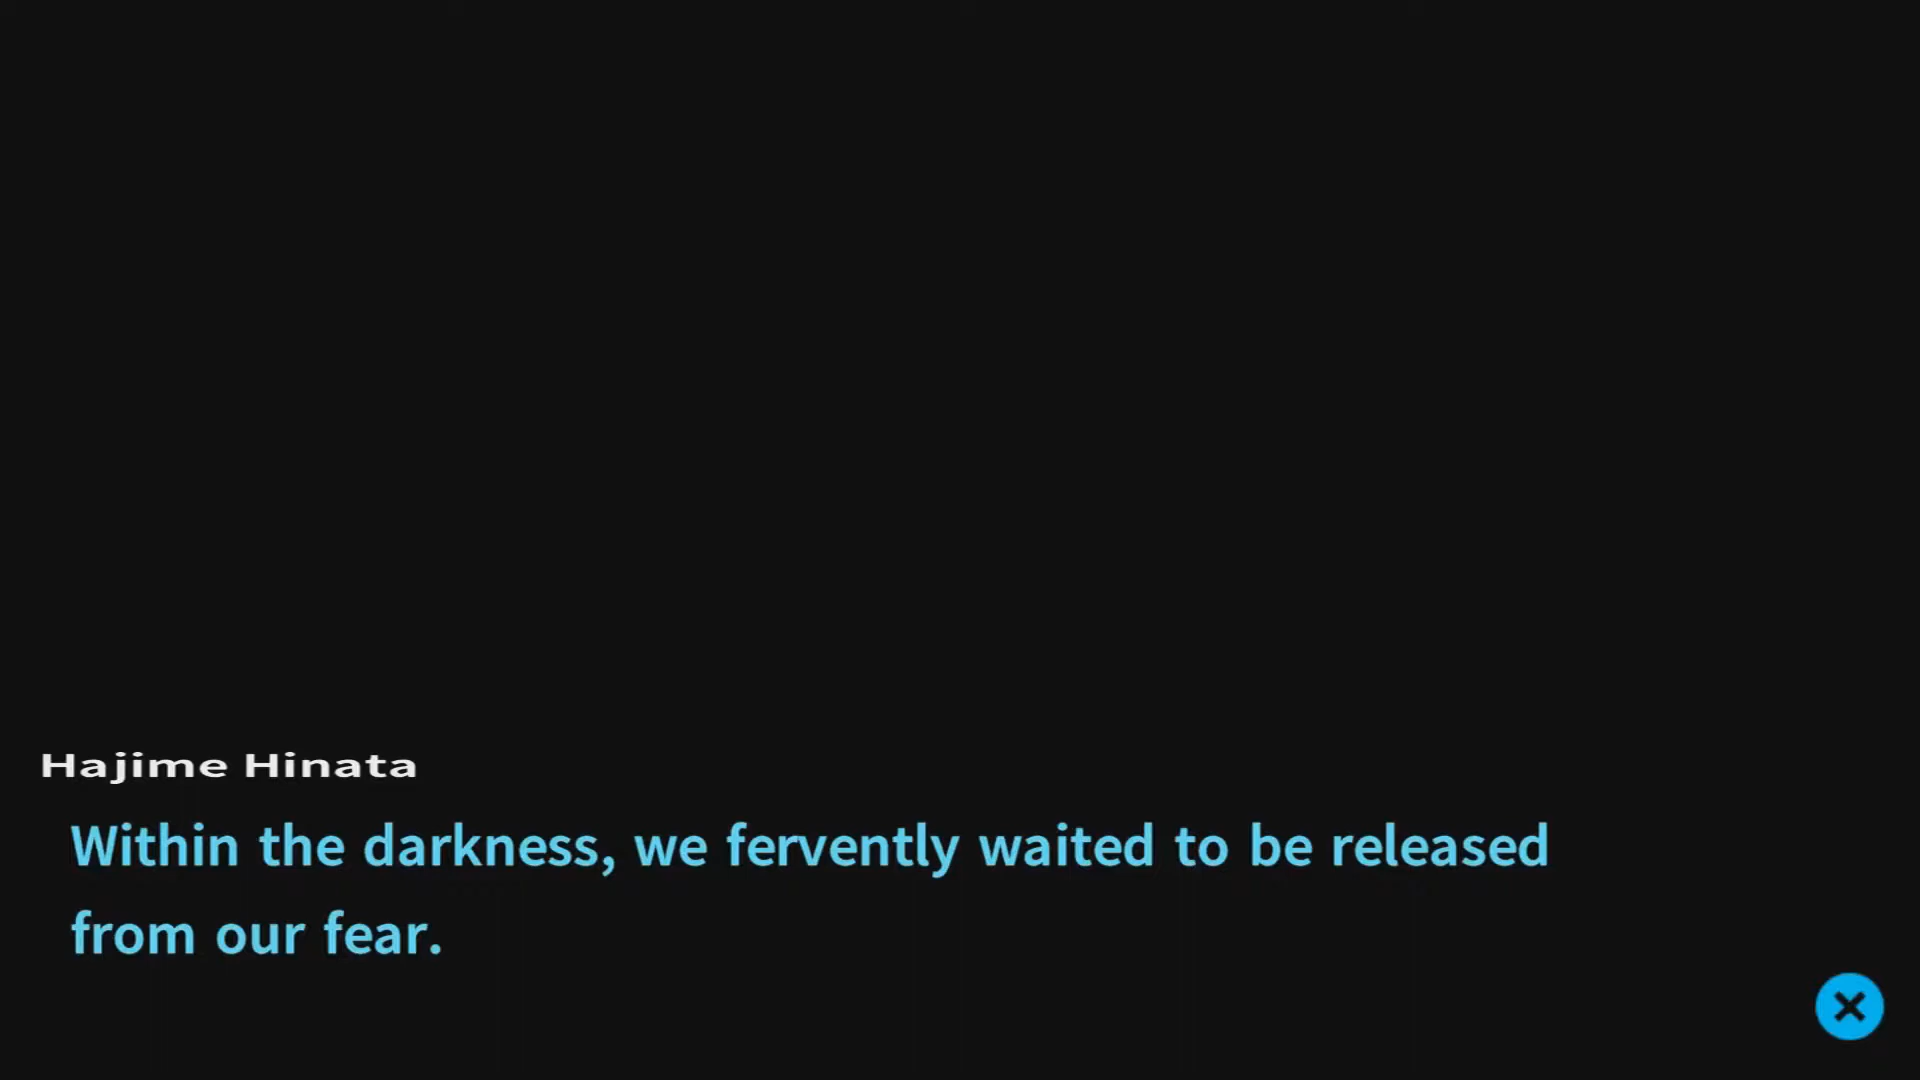 Hajime Hinata
Within the darkness, we fervently waited to be released
from our fear.